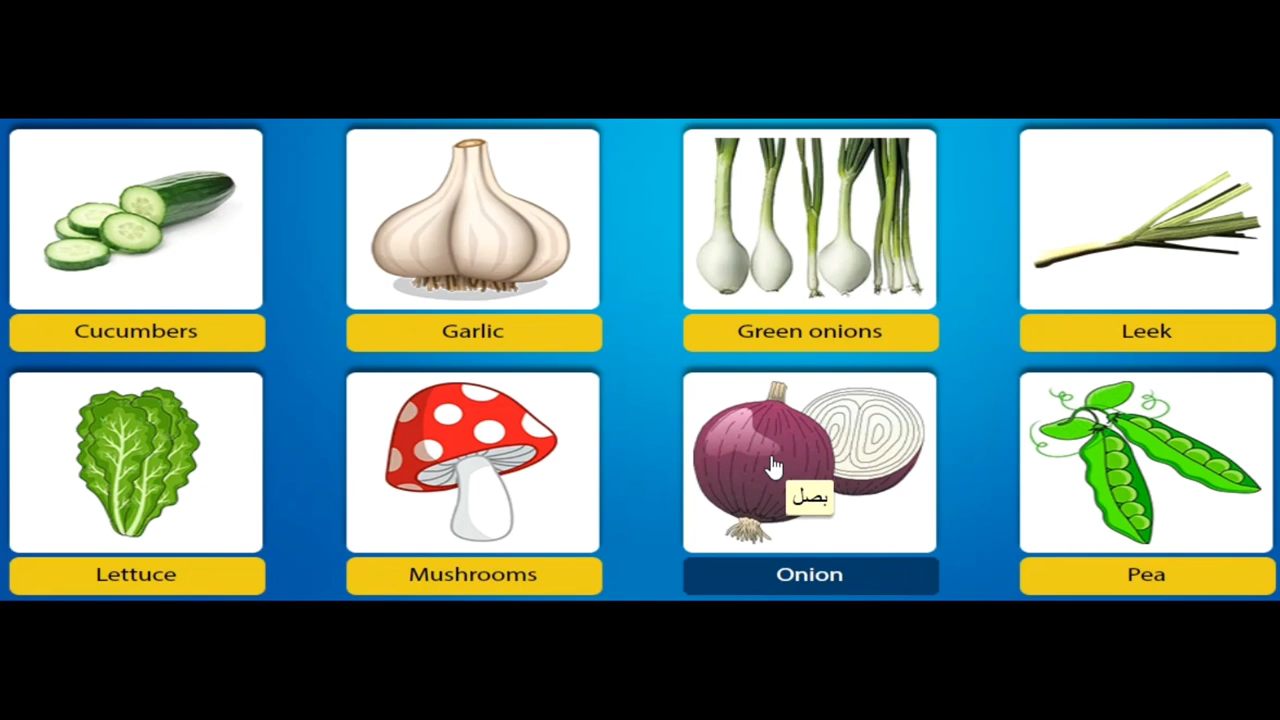 Cucumbers
Garlic
Green onions
Leek
بصل
Lettuce
Mushrooms
Onion
Pea